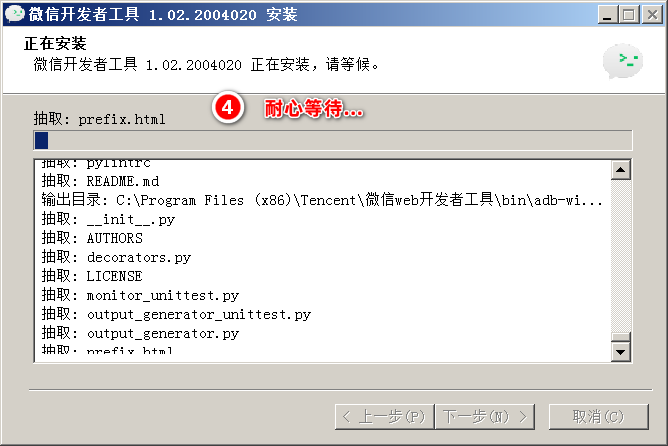 微信开发者工具 1.02.2004020 安装
正在安装
微信开发者工具 1.02.2004020 正在安装，请等候。
>_:
④ 耐心等待...
抽取: prefix.html
抽取: pylintrc
抽取: README.md
输出目录: C:\Program Files (x86)\Tencent\微信web开发者工具\bin\adb-wi...
抽取: __init__.py
抽取: AUTHORS
抽取: decorators.py
抽取: LICENSE
抽取: monitor_unittest.py
抽取: output_generator_unittest.py
抽取: output_generator.py
抽取: prefix.html
< 上一步(P)
下一步(N) >
取消(C)